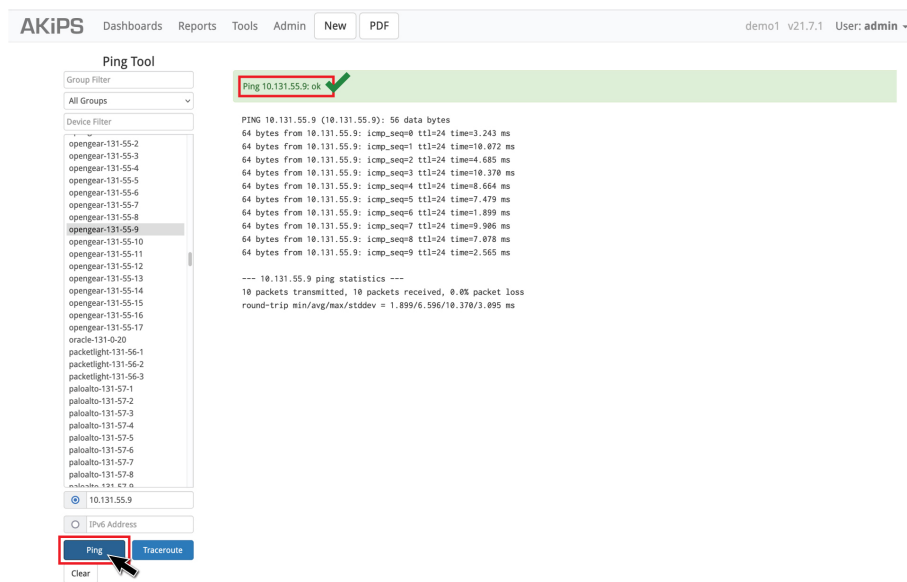 AKiPS Dashboards Reports Tools Admin New PDF demo1 v21.7.1 User: admin
Ping Tool
Group Filter
All Groups
Device Filter
opengear-131-55-2
opengear-131-55-3
opengear-131-55-4
opengear-131-55-5
opengear-131-55-6
opengear-131-55-7
opengear-131-55-8
opengear-131-55-9
opengear-131-55-10
opengear-131-55-11
opengear-131-55-12
opengear-131-55-13
opengear-131-55-14
opengear-131-55-15
opengear-131-55-16
opengear-131-55-17
oracle-131-0-20
packetlight-131-56-1
packetlight-131-56-2
packetlight-131-56-3
paloalto-131-57-1
paloalto-131-57-2
paloalto-131-57-3
paloalto-131-57-4
paloalto-131-57-5
paloalto-131-57-6
paloalto-131-57-7
paloalto-131-57-8
paloalto-131-57-9
10.131.55.9
IPv6 Address
Ping Traceroute
Clear
Ping 10.131.55.9: ok
PING 10.131.55.9 (10.131.55.9): 56 data bytes
64 bytes from 10.131.55.9: icmp_seq=0 ttl=24 time=3.243 ms
64 bytes from 10.131.55.9: icmp_seq=1 ttl=24 time=10.072 ms
64 bytes from 10.131.55.9: icmp_seq=2 ttl=24 time=4.685 ms
64 bytes from 10.131.55.9: icmp_seq=3 ttl=24 time=10.370 ms
64 bytes from 10.131.55.9: icmp_seq=4 ttl=24 time=8.664 ms
64 bytes from 10.131.55.9: icmp_seq=5 ttl=24 time=7.479 ms
64 bytes from 10.131.55.9: icmp_seq=6 ttl=24 time=1.899 ms
64 bytes from 10.131.55.9: icmp_seq=7 ttl=24 time=9.906 ms
64 bytes from 10.131.55.9: icmp_seq=8 ttl=24 time=7.078 ms
64 bytes from 10.131.55.9: icmp_seq=9 ttl=24 time=2.565 ms
--- 10.131.55.9 ping statistics ---
10 packets transmitted, 10 packets received, 0.0% packet loss
round-trip min/avg/max/stddev = 1.899/6.596/10.370/3.095 ms